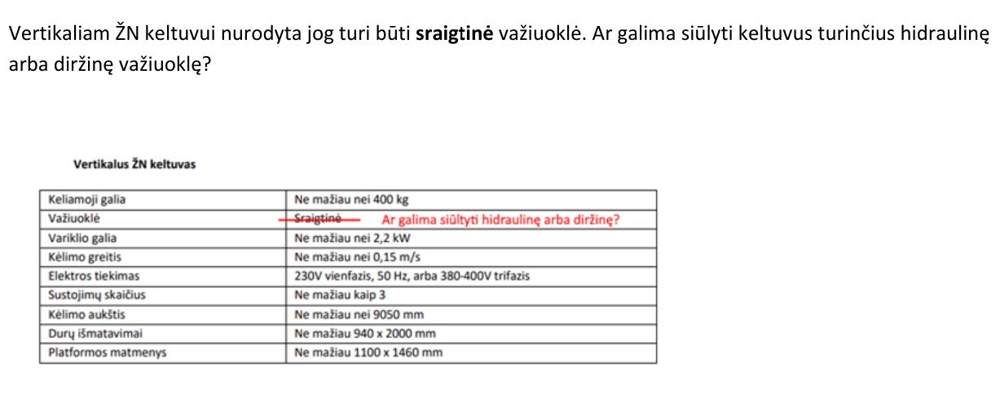 Vertikaliam ŽN keltuvui nurodyta jog turi būti sraigtinė važiuoklė. Ar galima siūlyti keltuvus turinčius hidraulinę
arba diržinę važiuoklę?
Vertikalus ŽN keltuvas
Keliamoji galia Ne mažiau nei 400 kg
Važiuoklė Sraigtinė Ar galima siūltyti hidraulinę arba diržinę?
Variklio galia Ne mažiau nei 2,2 kW
Kėlimo greitis Ne mažiau nei 0,15 m/s
Elektros tiekimas 230V vienfazis, 50 Hz, arba 380-400V trifazis
Sustojimų skaičius Ne mažiau kaip 3
Kėlimo aukštis Ne mažiau nei 9050 mm
Durų išmatavimai Ne mažiau 940 x 2000 mm
Platformos matmenys Ne mažiau 1100 x 1460 mm